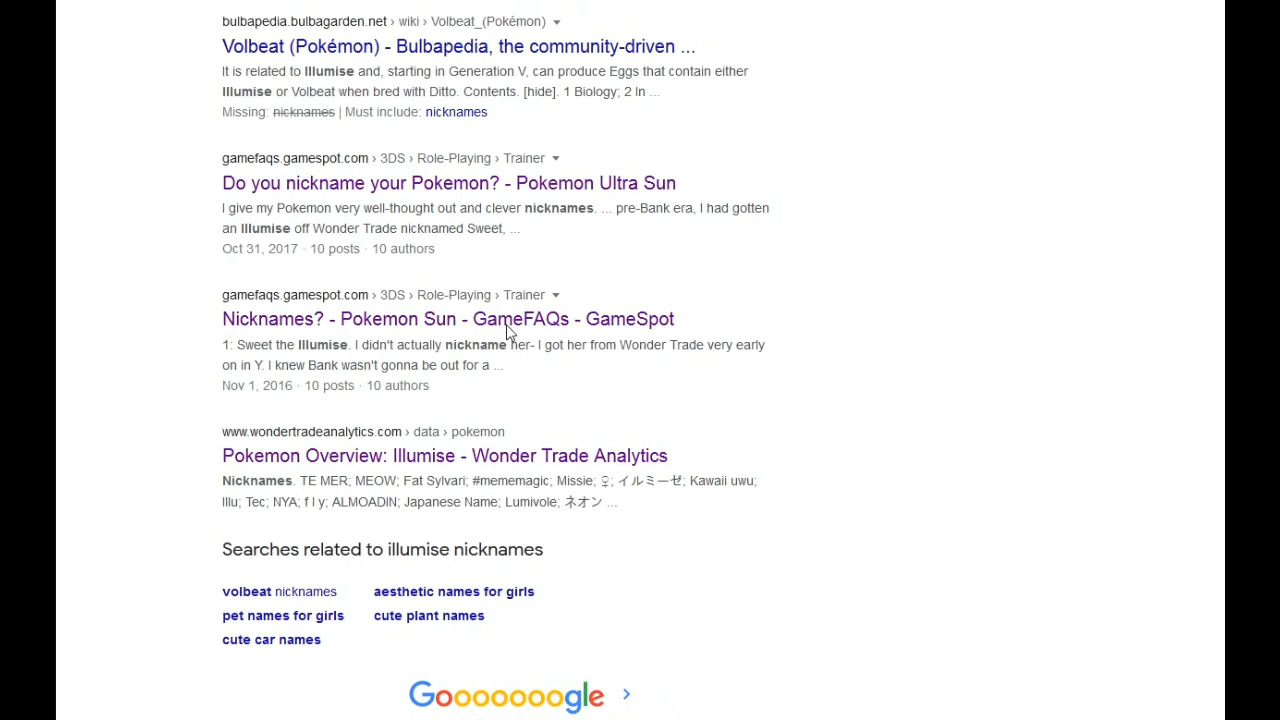 bulbapedia.bulbagarden.net › wiki › Volbeat_(Pokémon)
Volbeat (Pokémon) - Bulbapedia, the community-driven ...
It is related to Illumise and, starting in Generation V, can produce Eggs that contain either
Illumise or Volbeat when bred with Ditto. Contents. [hide]. 1 Biology; 2 In ...
Missing: nicknames | Must include: nicknames
gamefaqs.gamespot.com › 3DS › Role-Playing › Trainer
Do you nickname your Pokemon? - Pokemon Ultra Sun
I give my Pokemon very well-thought out and clever nicknames. ... pre-Bank era, I had gotten
an Illumise off Wonder Trade nicknamed Sweet, ...
Oct 31, 2017 · 10 posts · 10 authors
gamefaqs.gamespot.com › 3DS › Role-Playing › Trainer
Nicknames? - Pokemon Sun - GameFAQs - GameSpot
1: Sweet the Illumise. I didn't actually nickname her- I got her from Wonder Trade very early
on in Y. I knew Bank wasn't gonna be out for a ...
Nov 1, 2016 · 10 posts · 10 authors
www.wondertradeanalytics.com › data › pokemon
Pokemon Overview: Illumise - Wonder Trade Analytics
Nicknames. TE MER; MEOW; Fat Sylvari; #mememagic; Missie; ♀; イルミーゼ; Kawaii uwu;
Illu; Tec; NYA; f l y; ALMOADIN; Japanese Name; Lumivole; ネオン ...
Searches related to illumise nicknames
volbeat nicknames aesthetic names for girls
pet names for girls cute plant names
cute car names
Goooooogle ›